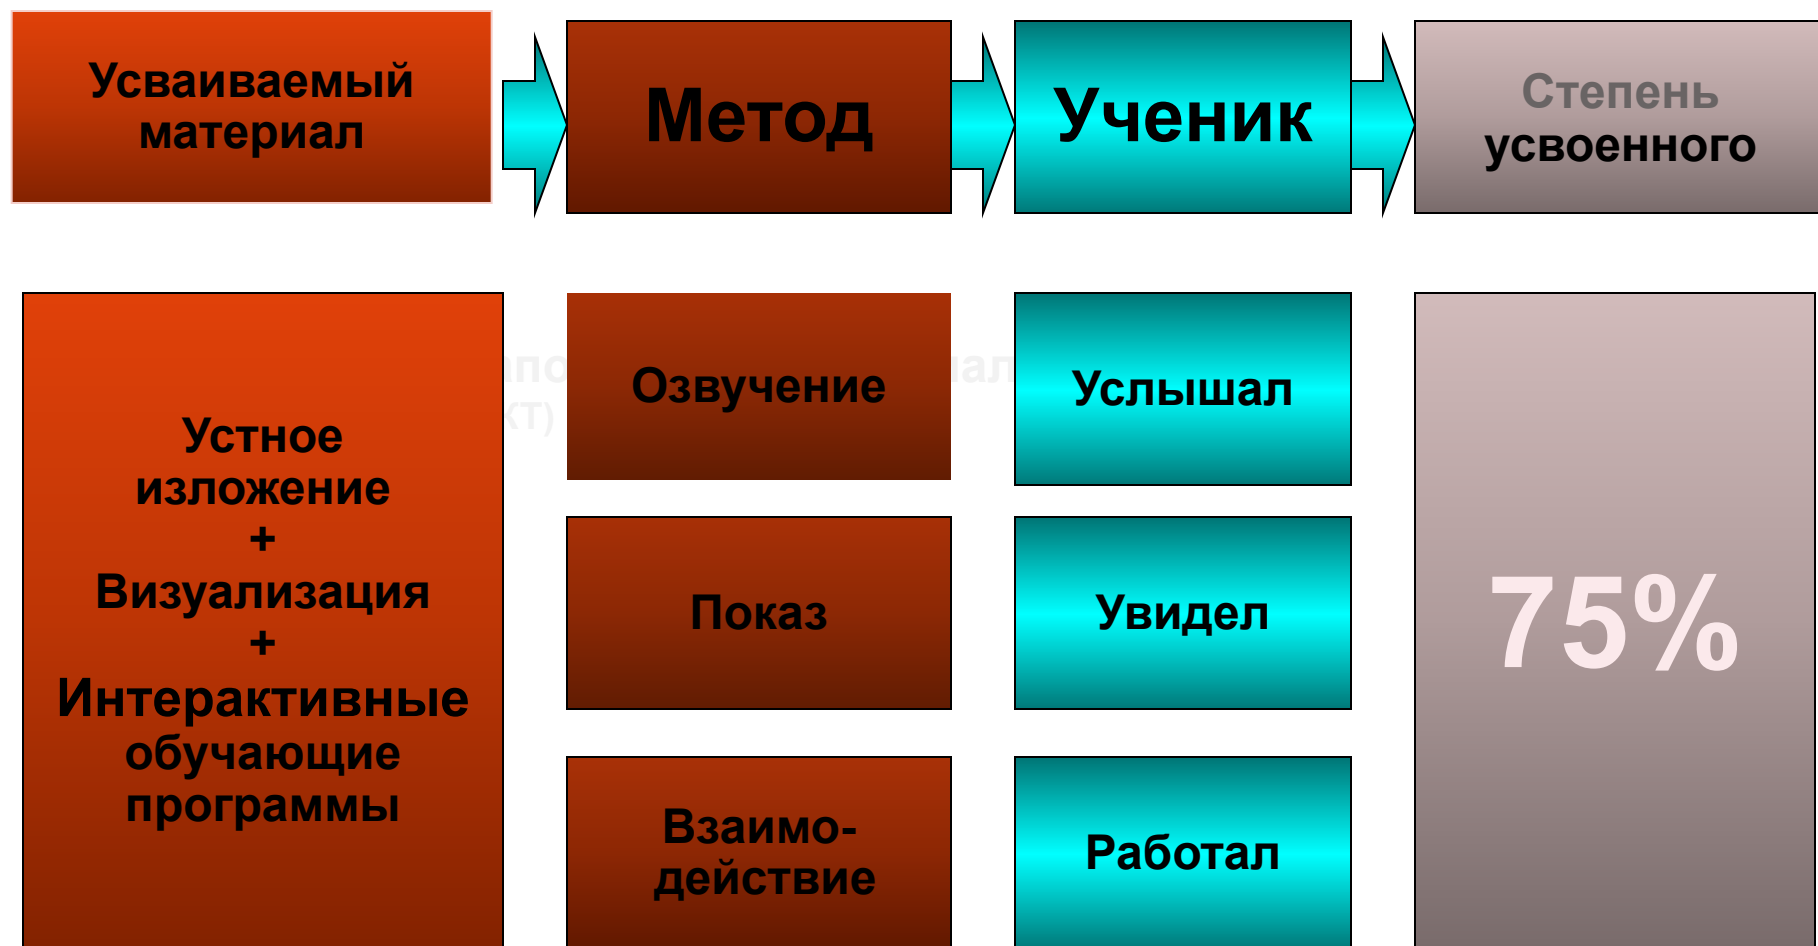 Усваиваемый
материал
Метод
Ученик
Степень
усвоенного
Устное
изложение
+
Визуализация
+
Интерактивные
обучающие
программы
Озвучение
Услышал
Показ
Увидел
75%
Взаимо-
действие
Работал